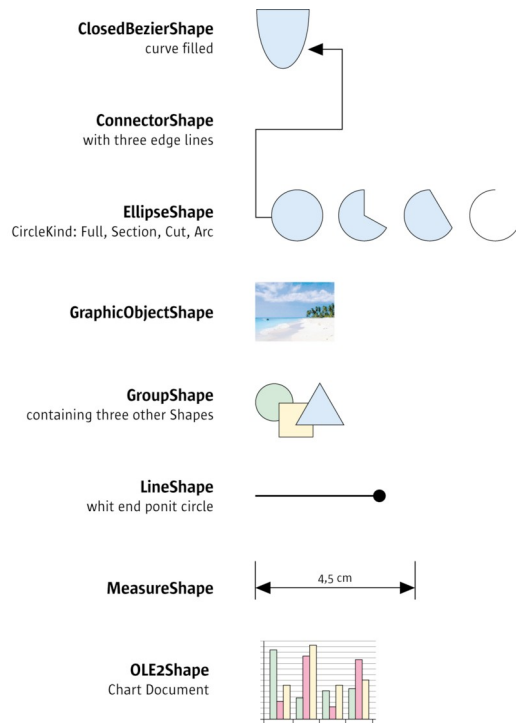 ClosedBezierShape
curve filled
ConnectorShape
with three edge lines
EllipseShape
CircleKind: Full, Section, Cut, Arc
GraphicObjectShape
GroupShape
containing three other Shapes
LineShape
whit end ponit circle
MeasureShape
4,5 cm
OLE2Shape
Chart Document